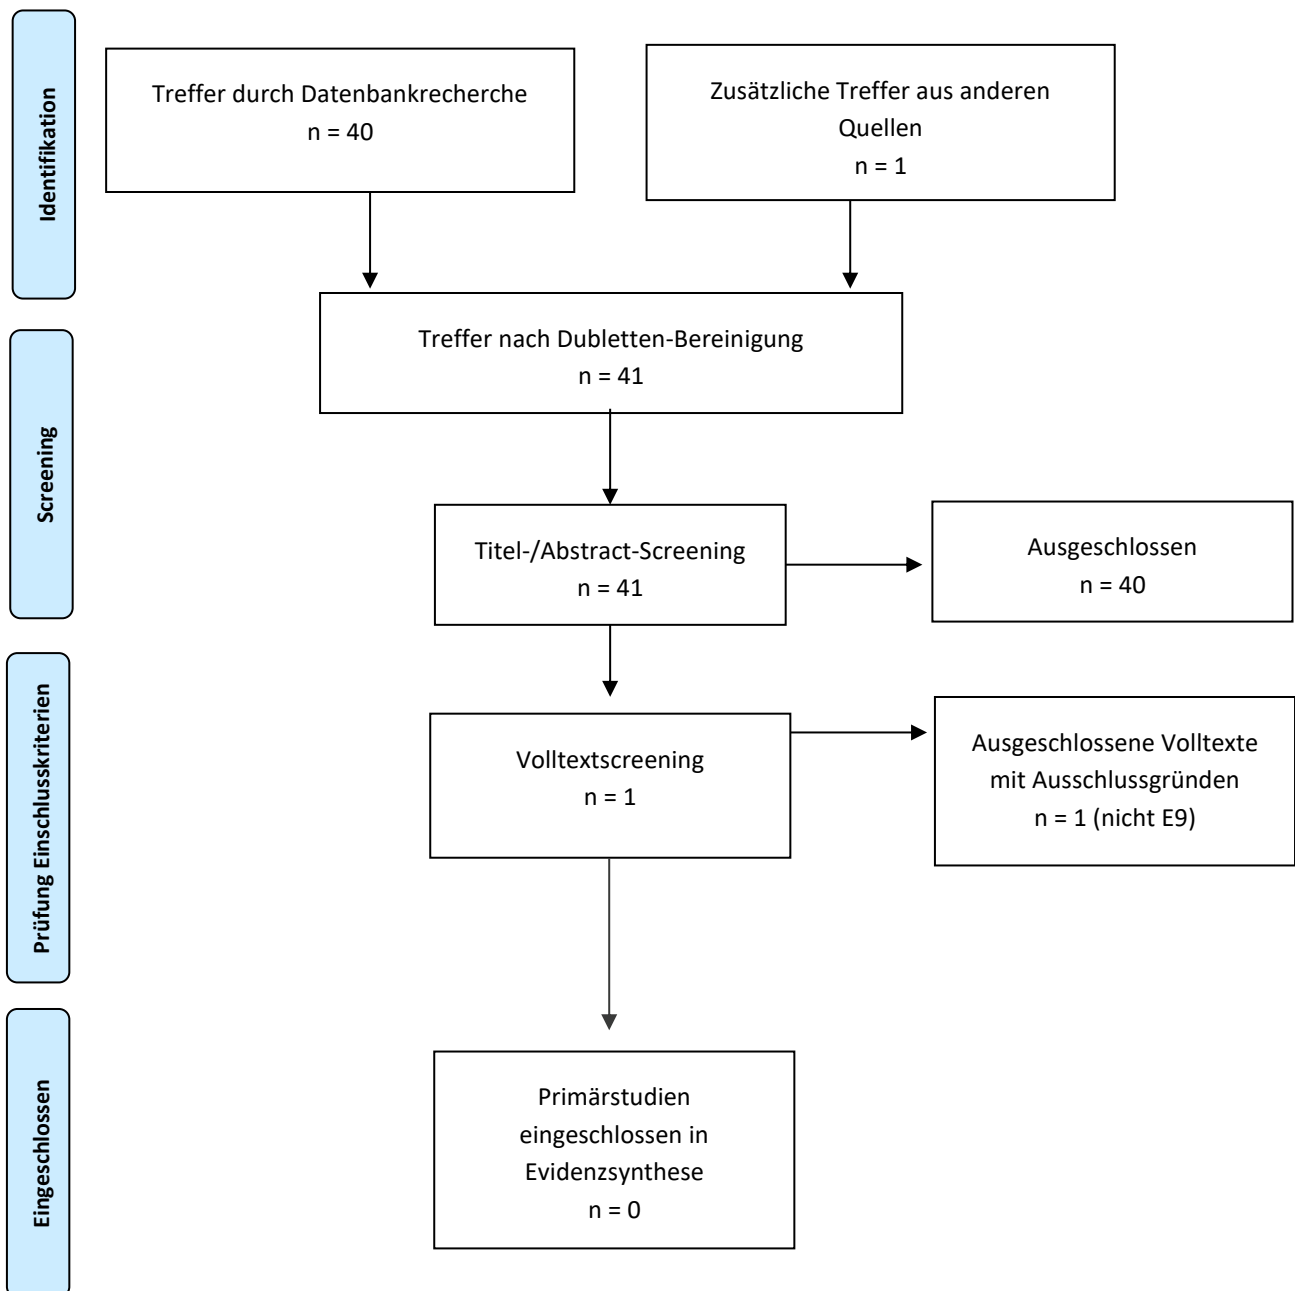 Identifikation
Treffer durch Datenbankrecherche
n = 40
Zusätzliche Treffer aus anderen
Quellen
n = 1
Treffer nach Dubletten-Bereinigung
n = 41
Screening
Titel-/Abstract-Screening
n = 41
Ausgeschlossen
n = 40
Prüfung Einschlusskriterien
Volltextscreening
n = 1
Ausgeschlossene Volltexte
mit Ausschlussgründen
n = 1 (nicht E9)
Eingeschlossen
Primärstudien
eingeschlossen in
Evidenzsynthese
n = 0